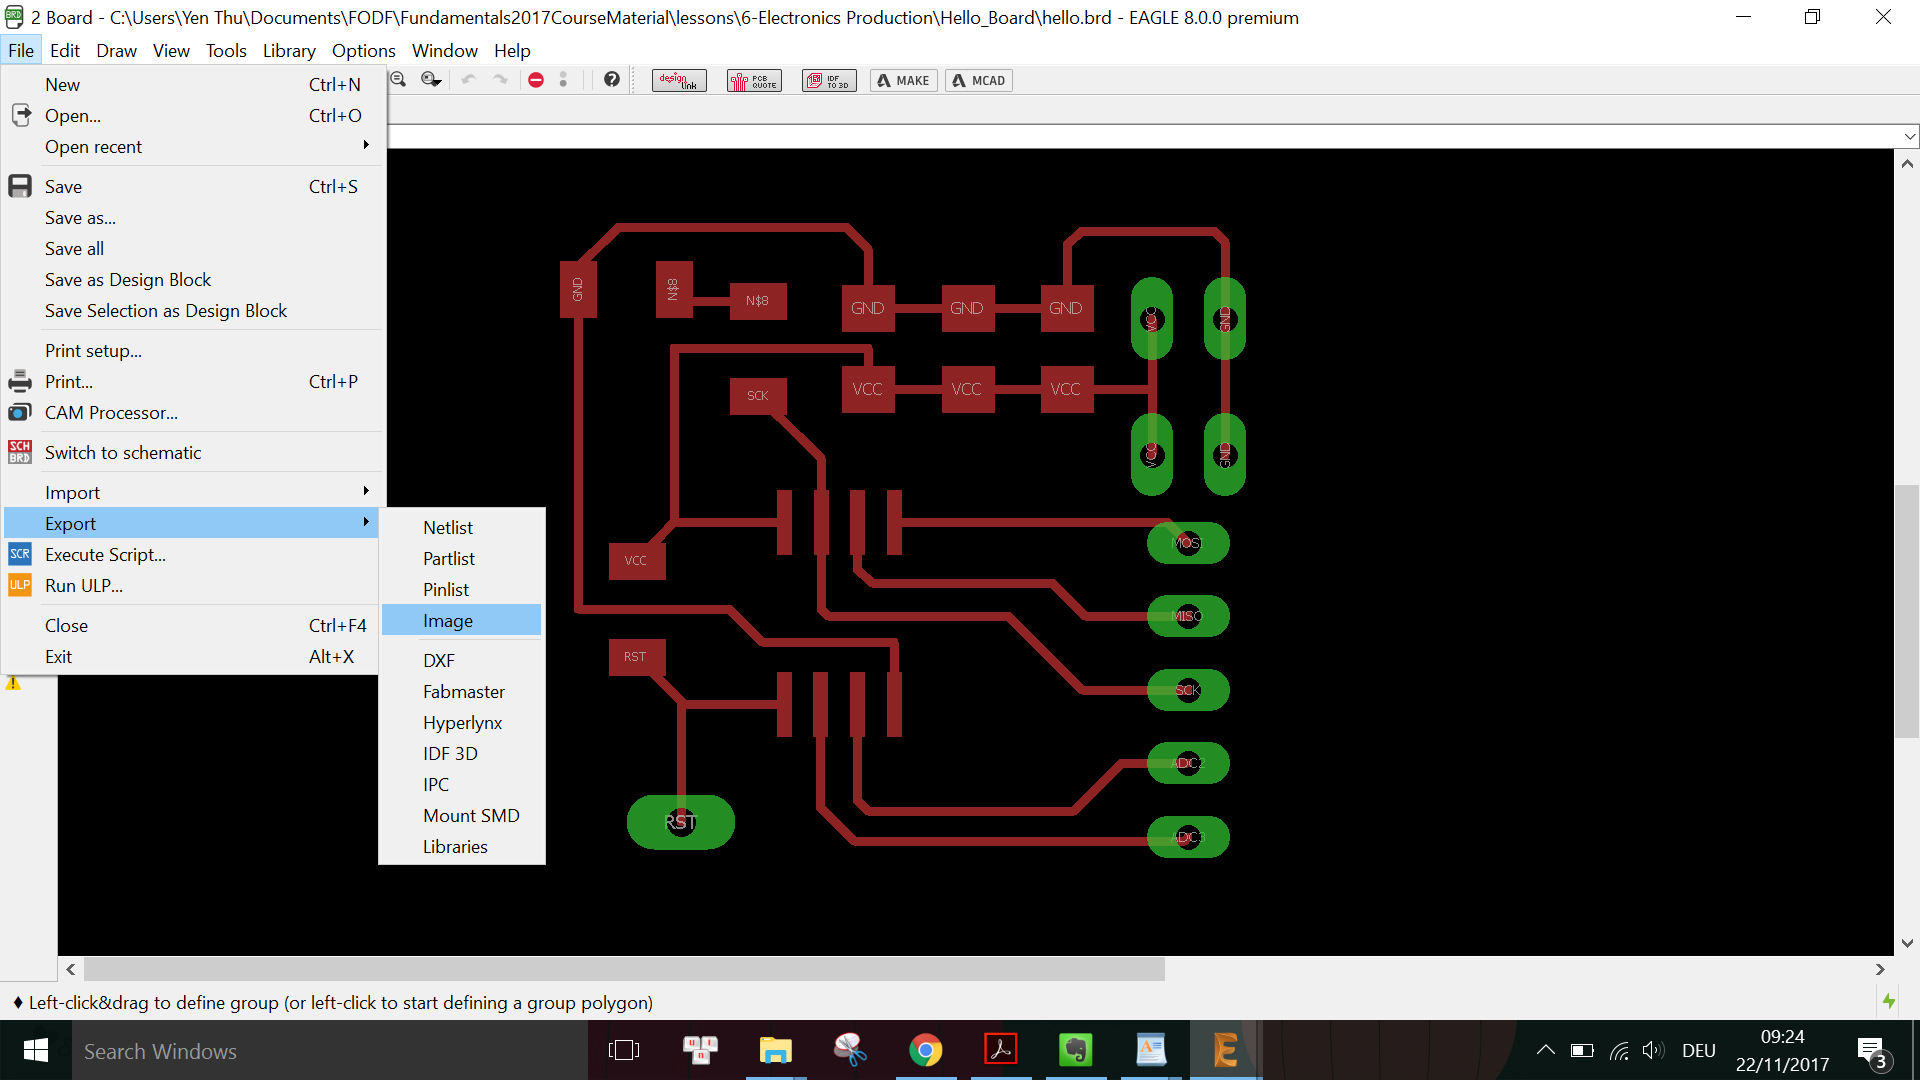 2 Board - C:\Users\Yen Thu\Documents\FODF\Fundamentals2017CourseMaterial\lessons\6-Electronics Production\Hello_Board\hello.brd - EAGLE 8.0.0 premium
File Edit Draw View Tools Library Options Window Help
design link PCB QUOTE IDF TO 3D MAKE MCAD
New Ctrl+N
Open... Ctrl+O
Open recent
Save Ctrl+S
Save as...
Save all
Save as Design Block
Save Selection as Design Block
Print setup...
Print... Ctrl+P
CAM Processor...
SCH BRD Switch to schematic
Import
Export
SCR Execute Script...
ULP Run ULP...
Close Ctrl+F4
Exit Alt+X
Netlist
Partlist
Pinlist
Image
DXF
Fabmaster
Hyperlynx
IDF 3D
IPC
Mount SMD
Libraries
GND N$8 N$8 GND GND GND VCC GND
SCK VCC VCC VCC
VCC GND
VCC MOSI
MISO
RST SCK
ADC2
RST ADC3
Left-click&drag to define group (or left-click to start defining a group polygon)
Search Windows
DEU
09:24
22/11/2017
3